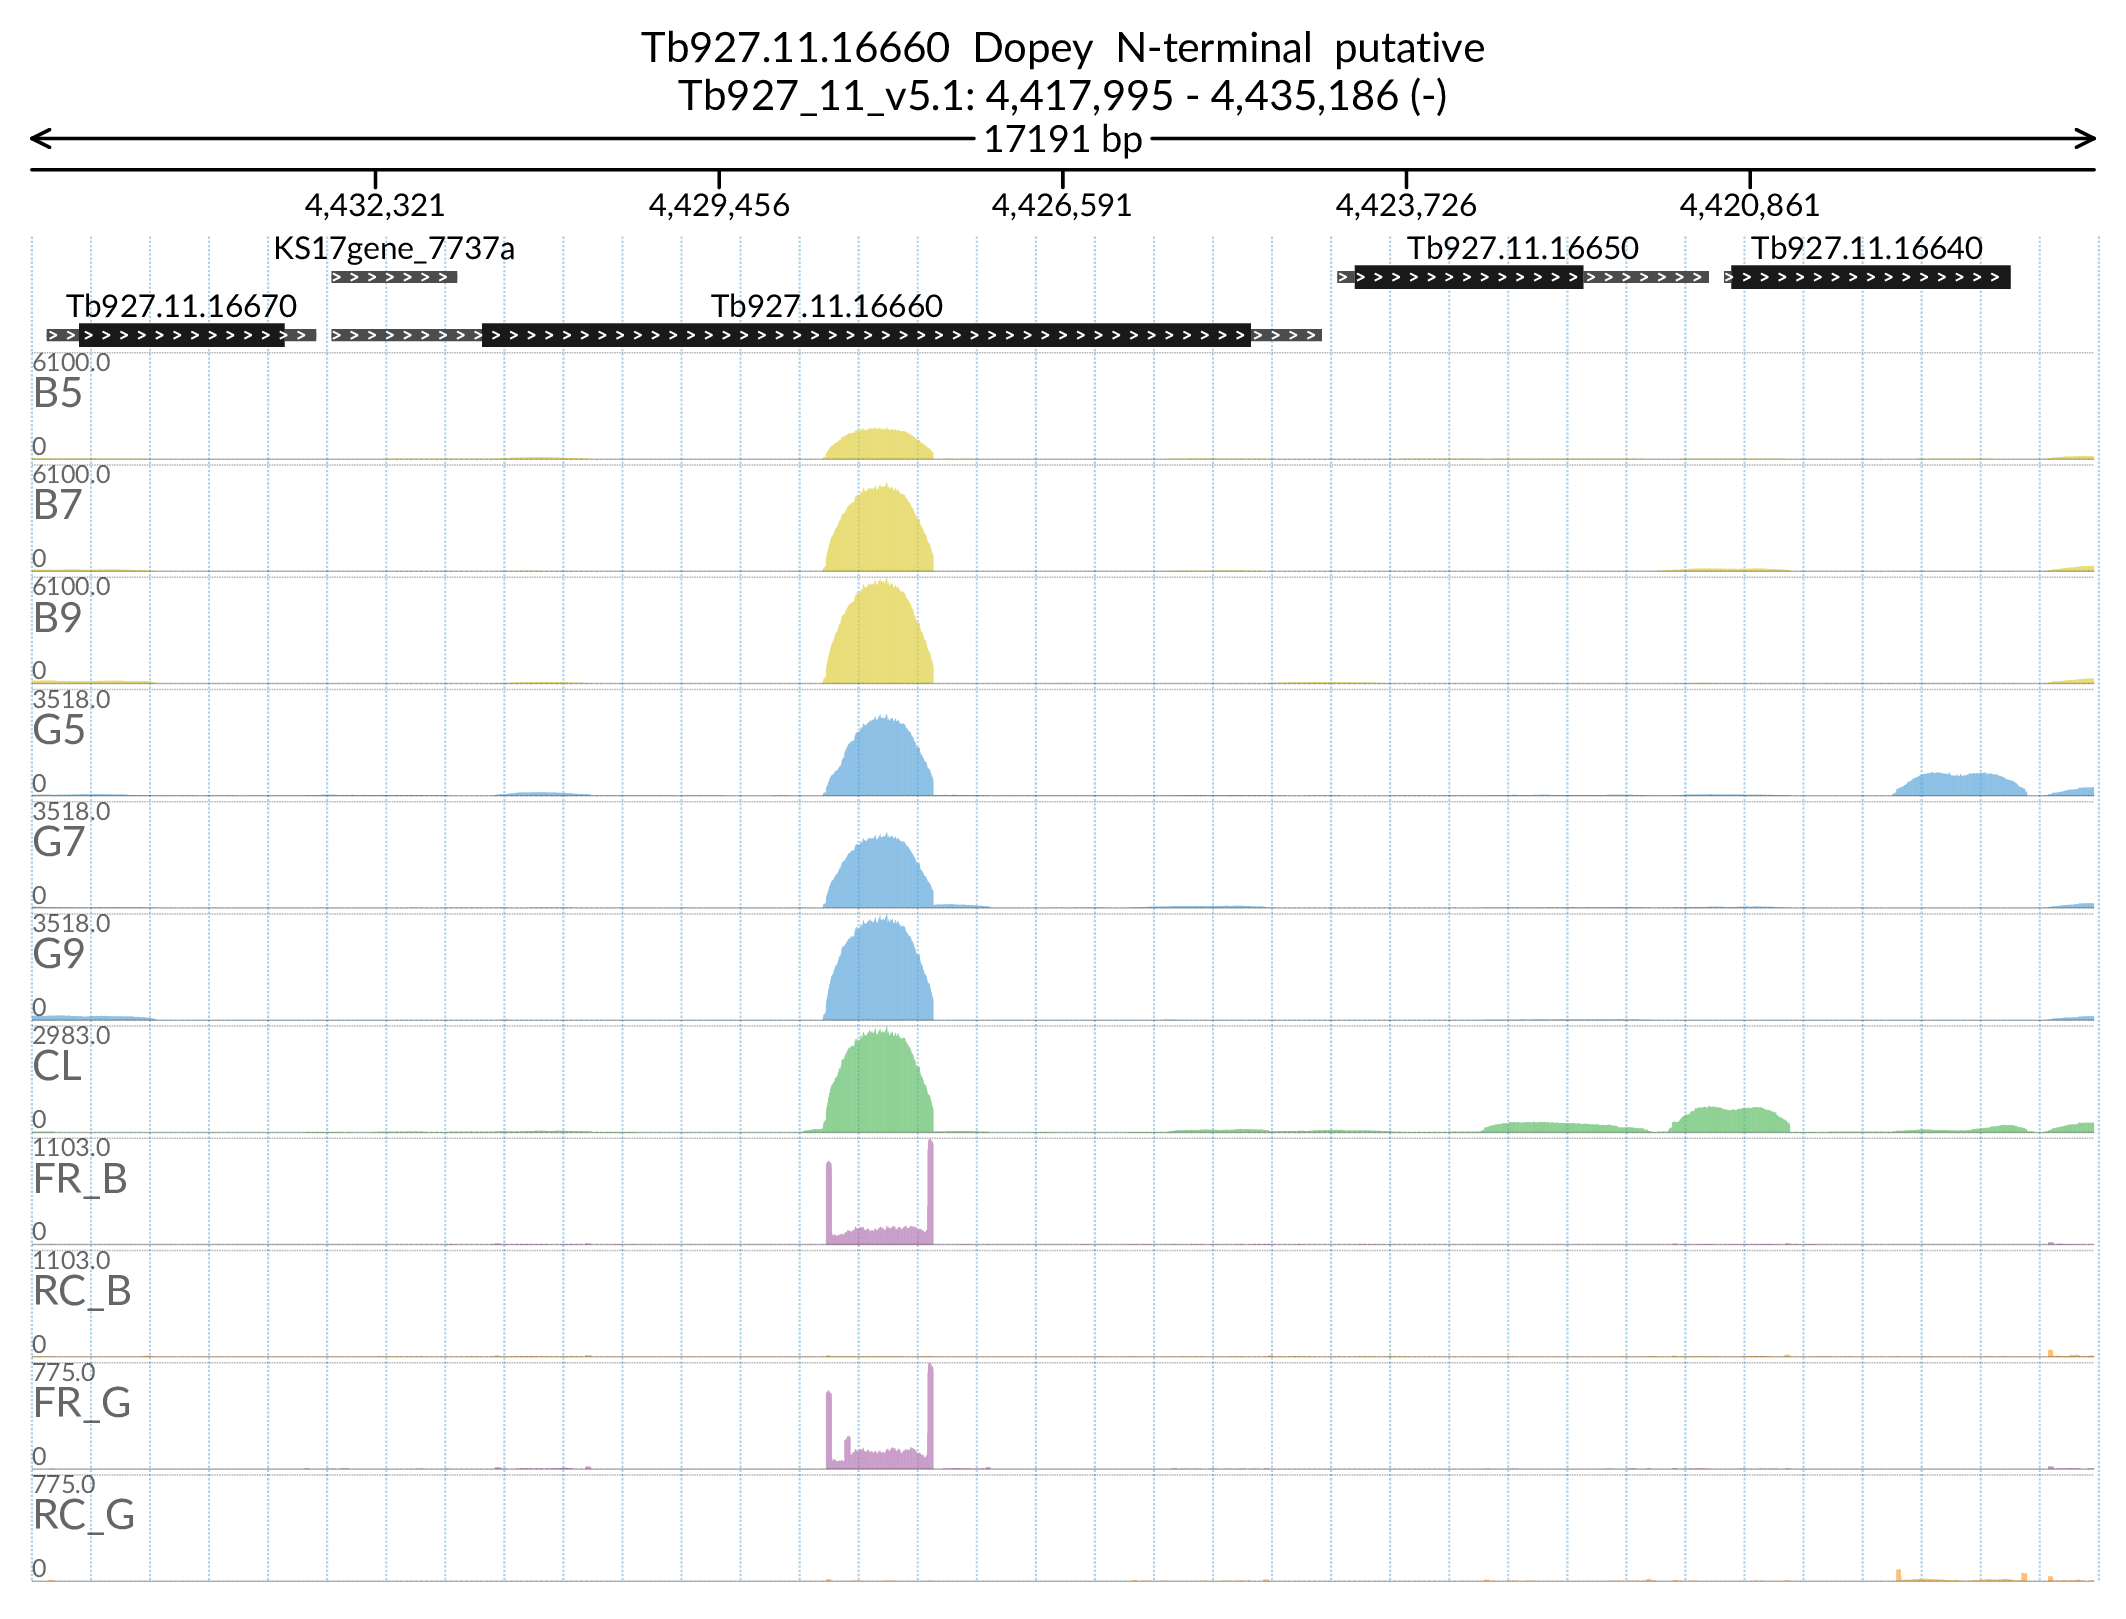 Tb927.11.16660 Dopey N-terminal putative
Tb927_11_v5.1: 4,417,995 - 4,435,186 (-)
17191 bp
4,432,321 4,429,456 4,426,591 4,423,726 4,420,861
KS17gene_7737a Tb927.11.16650 Tb927.11.16640
Tb927.11.16670 Tb927.11.16660
6100.0
B5
0
6100.0
B7
0
6100.0
B9
0
3518.0
G5
0
3518.0
G7
0
3518.0
G9
0
2983.0
CL
0
1103.0
FR_B
0
1103.0
RC_B
0
775.0
FR_G
0
775.0
RC_G
0